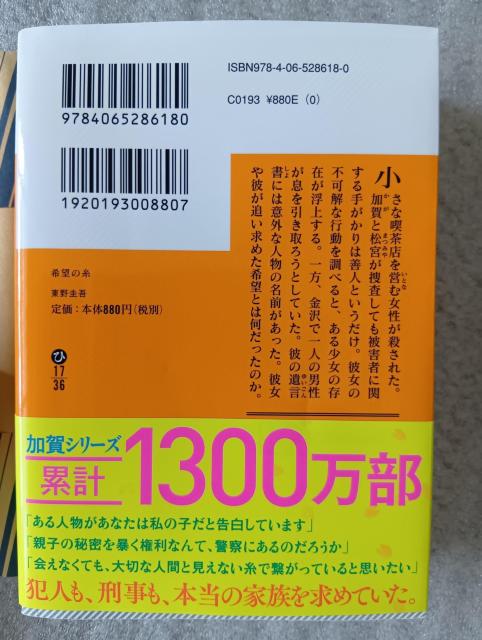 ISBN978-4-06-528618-0
C0193 ¥880E (0)
9784065286180
1920193008807
小さな喫茶店を営む女性が殺された。
加賀と松宮が捜査しても被害者に関
する手がかりは善人というだけ。彼女の
不可解な行動を調べると、ある少女の存
在が浮上する。一方、金沢で一人の男性
が息を引き取ろうとしていた。彼の遺言
書には意外な人物の名前があった。彼女
や彼が追い求めた希望とは何だったのか。
希望の糸
東野圭吾
定価:本体880円(税別)
ひ
17
36
加賀シリーズ
累計
1300万部
「ある人物があなたは私の子だと告白しています」
「親子の秘密を暴く権利なんて、警察にあるのだろうか」
「会えなくても、大切な人間と見えない糸で繋がっていると思いたい」
犯人も、刑事も、本当の家族を求めていた。